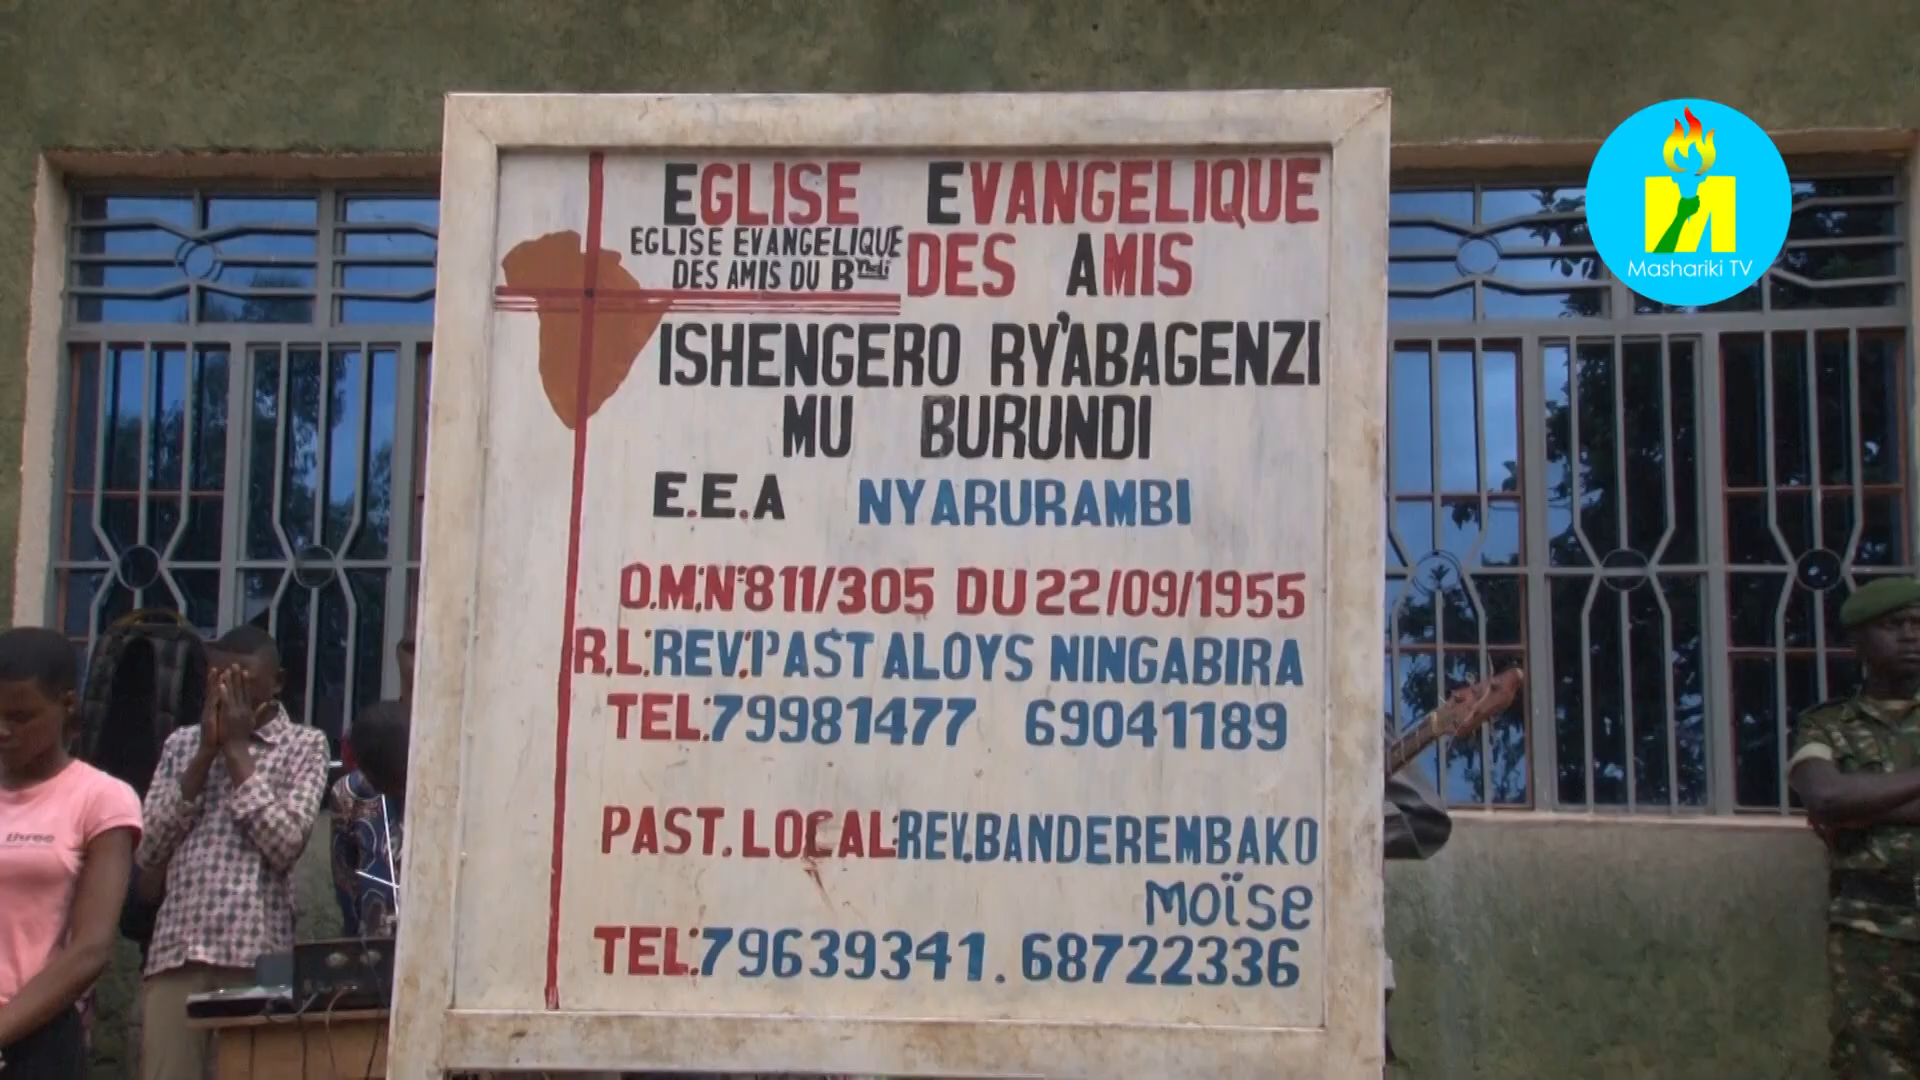 EGLISE EVANGELIQUE
EGLISE EVANGELIQUE
DES AMIS DU Bndi
DES AMIS
ISHENGERO RY'ABAGENZI
MU BURUNDI
E.E.A NYARURAMBI
O.M.N°811/305 DU 22/09/1955
R.L:REV.PAST ALOYS NINGABIRA
TEL:79981477 69041189
PAST.LOCAL:REV.BANDEREMBAKO
MOÏSE
TEL:79639341.68722336
Mashariki TV
three